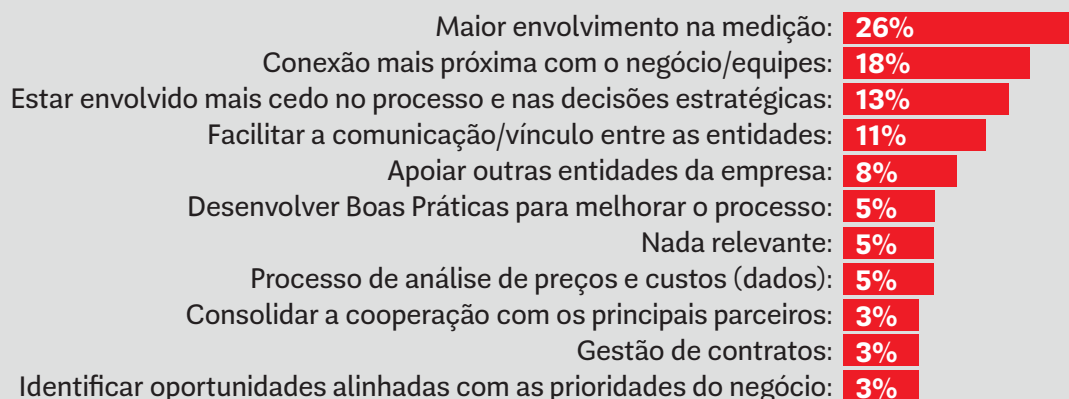 Maior envolvimento na medição: 26%
Conexão mais próxima com o negócio/equipes: 18%
Estar envolvido mais cedo no processo e nas decisões estratégicas: 13%
Facilitar a comunicação/vínculo entre as entidades: 11%
Apoiar outras entidades da empresa: 8%
Desenvolver Boas Práticas para melhorar o processo: 5%
Nada relevante: 5%
Processo de análise de preços e custos (dados): 5%
Consolidar a cooperação com os principais parceiros: 3%
Gestão de contratos: 3%
Identificar oportunidades alinhadas com as prioridades do negócio: 3%